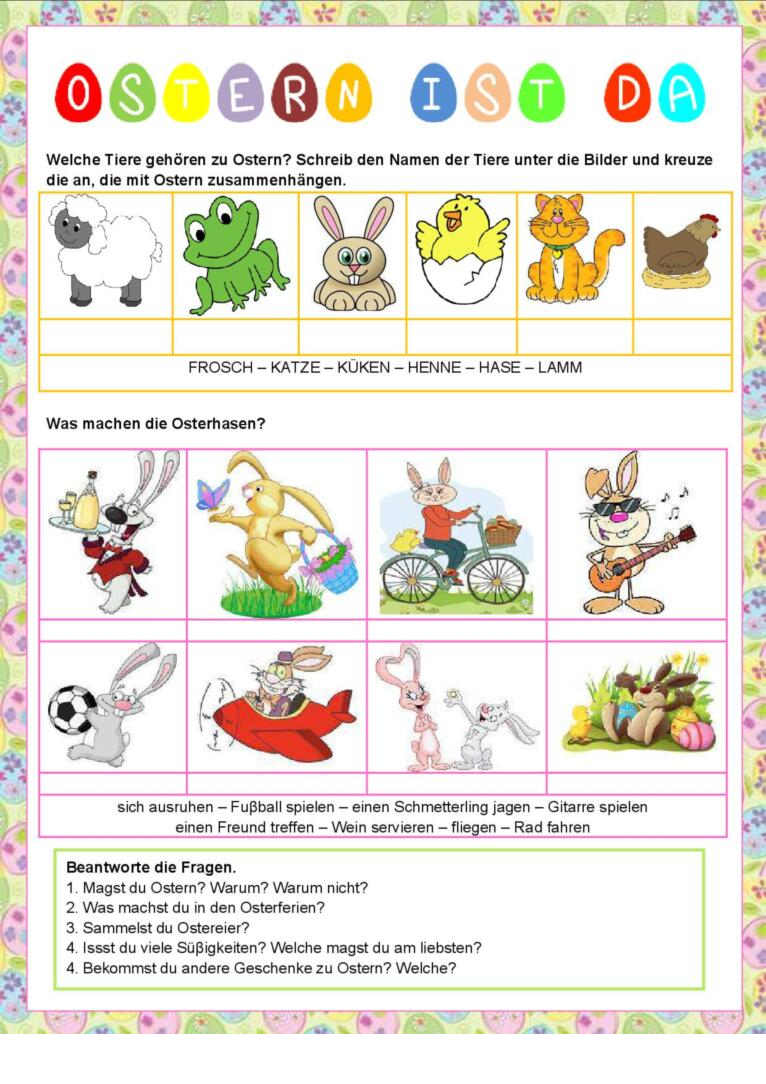 OSTERN IST DA
Welche Tiere gehören zu Ostern? Schreib den Namen der Tiere unter die Bilder und kreuze
die an, die mit Ostern zusammenhängen.
FROSCH – KATZE – KÜKEN – HENNE – HASE – LAMM
Was machen die Osterhasen?
sich ausruhen – Fußball spielen – einen Schmetterling jagen – Gitarre spielen
einen Freund treffen – Wein servieren – fliegen – Rad fahren
Beantworte die Fragen.
1. Magst du Ostern? Warum? Warum nicht?
2. Was machst du in den Osterferien?
3. Sammelst du Ostereier?
4. Issst du viele Süßigkeiten? Welche magst du am liebsten?
4. Bekommst du andere Geschenke zu Ostern? Welche?